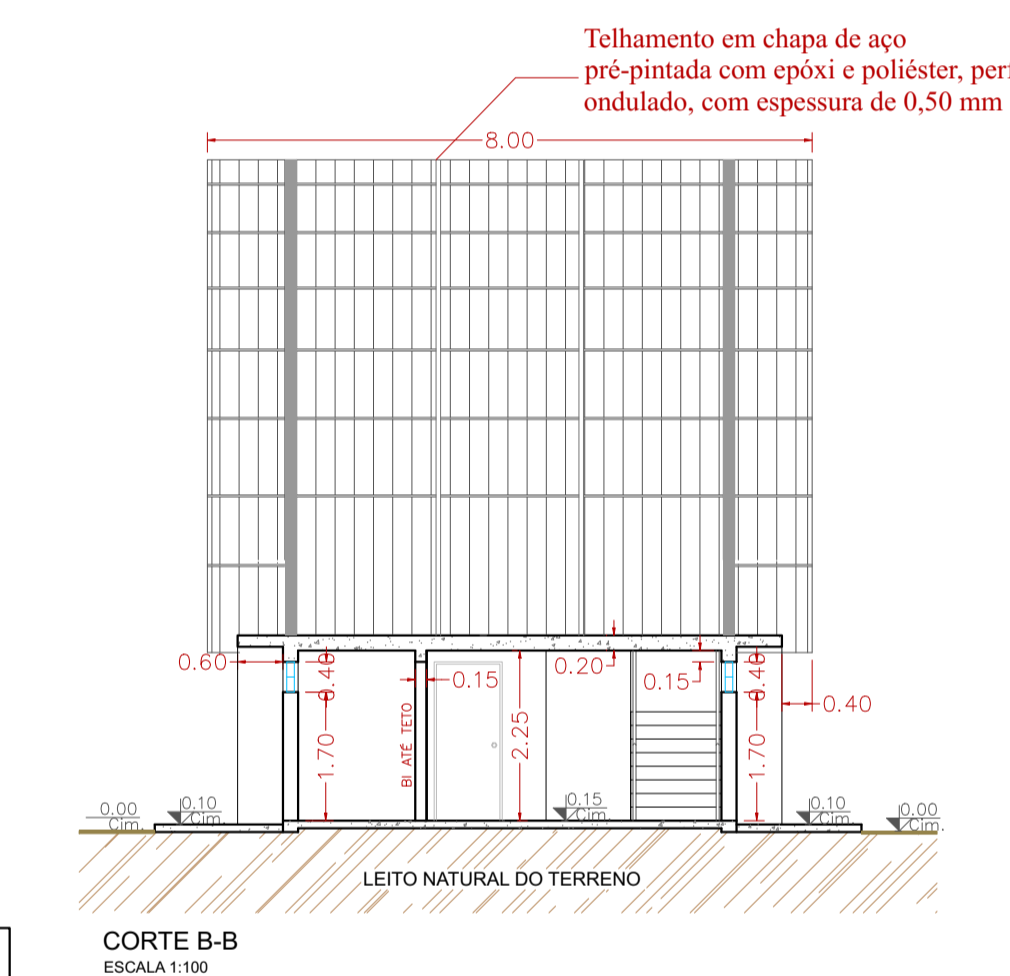 Telhamento em chapa de aço
pré-pintada com epóxi e poliéster, perf
ondulado, com espessura de 0,50 mm
8.00
0.60
0.40
0.15
0.20
0.15
0.40
0.40
1.70
BI ATÉ TETO
2.25
1.70
0.00
Cim.
0.10
Cim.
0.15
Cim.
0.10
Cim.
0.00
Cim.
LEITO NATURAL DO TERRENO
CORTE B-B
ESCALA 1:100